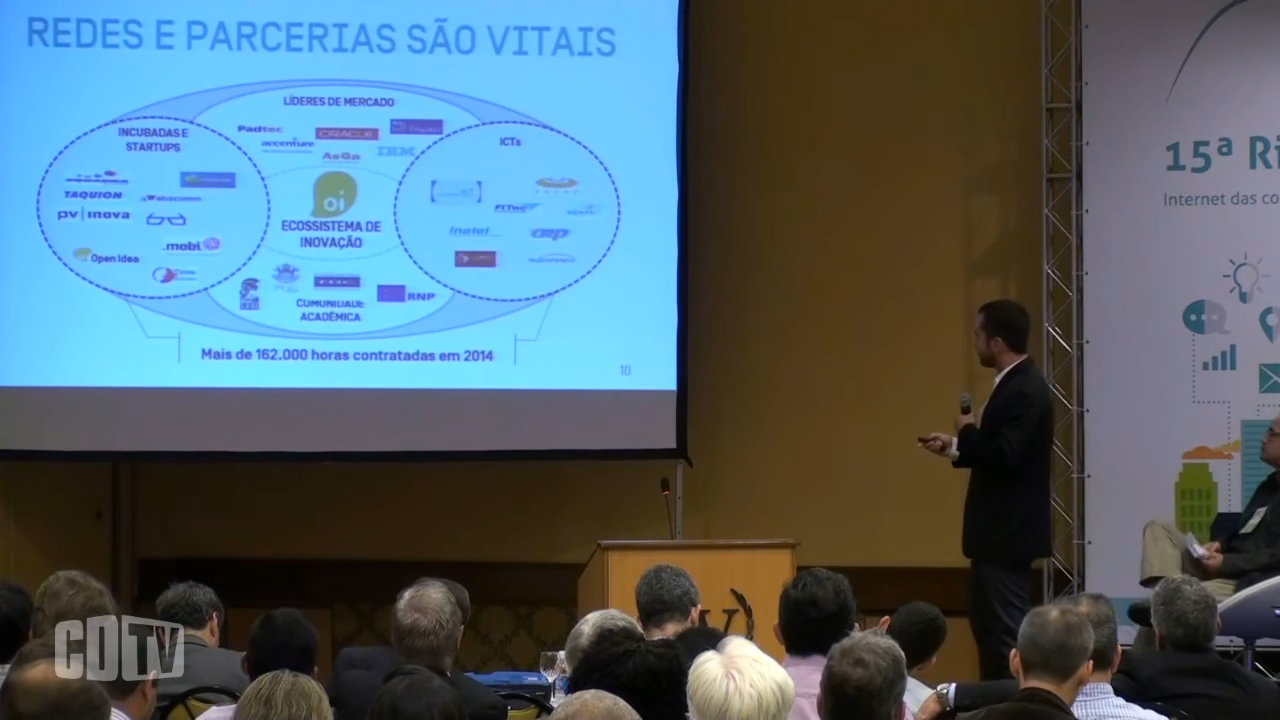 REDES E PARCERIAS SÃO VITAIS
LÍDERES DE MERCADO
Padtec
ORACLE
accenture
AsGa
IBM
INCUBADAS E
STARTUPS
TAQUION
pv inova
Open Idea
.mobi
ICTs
FITec
Inatel
oi
ECOSSISTEMA DE
INOVAÇÃO
RNP
COMUNIDADE
ACADÊMICA
Mais de 162.000 horas contratadas em 2014
10
15ª
Internet das
CDTV